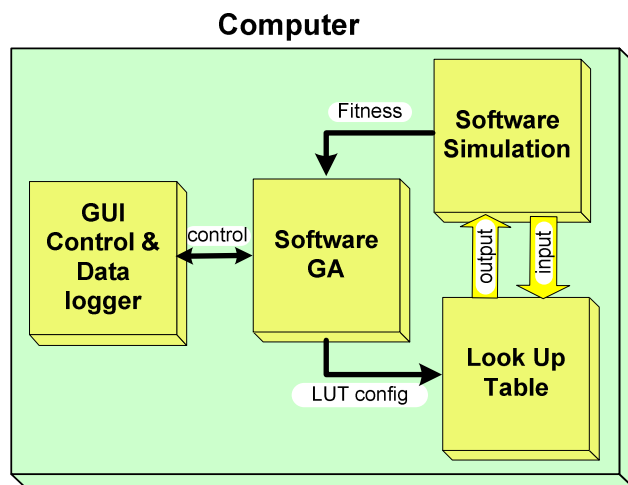 Computer
Fitness
Software
Simulation
GUI
Control &
Data
logger
control
Software
GA
output
input
Look Up
Table
LUT config